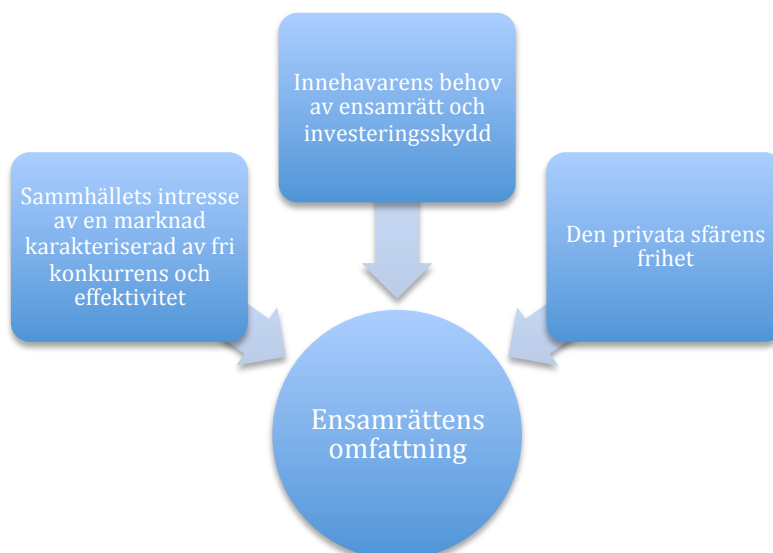 Innehavarens behov
av ensamrätt och
investeringsskydd
Sammhällets intresse
av en marknad
karakteriserad av fri
konkurrens och
effektivitet
Den privata sfärens
frihet
Ensamrättens
omfattning